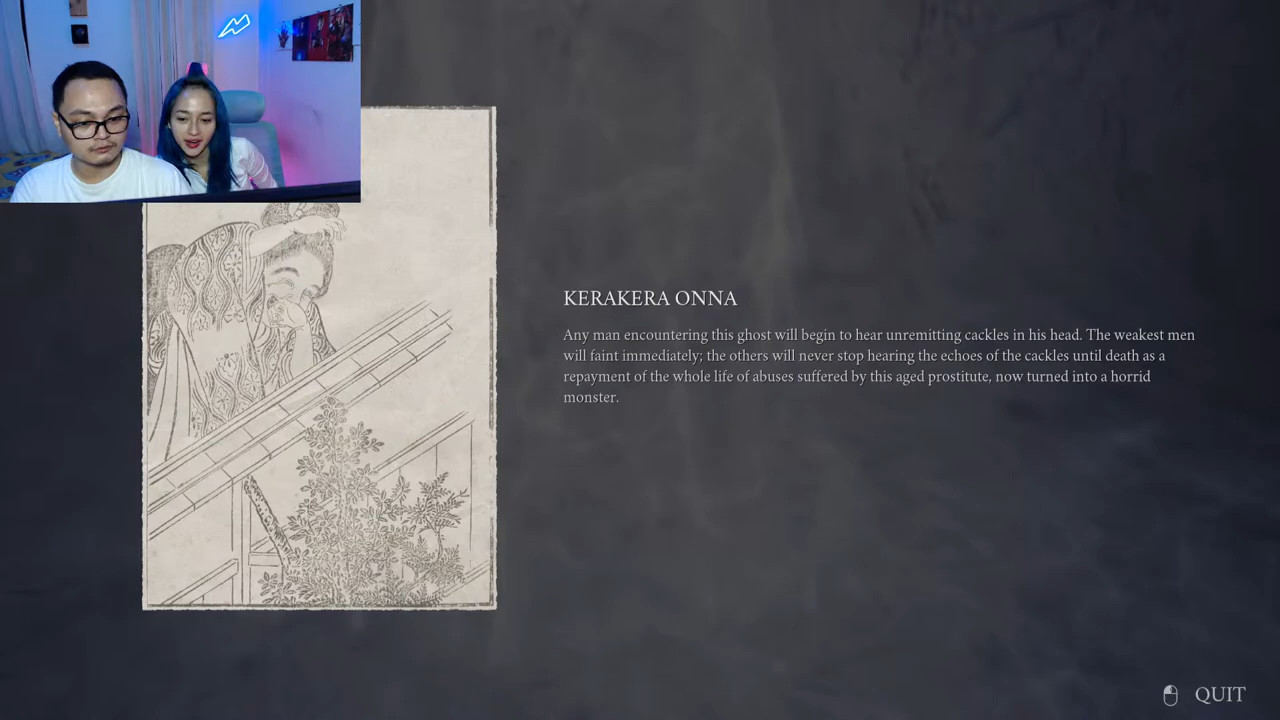 KERAKERA ONNA
Any man encountering this ghost will begin to hear unremitting cackles in his head. The weakest men
will faint immediately; the others will never stop hearing the echoes of the cackles until death as a
repayment of the whole life of abuses suffered by this aged prostitute, now turned into a horrid
monster.
QUIT